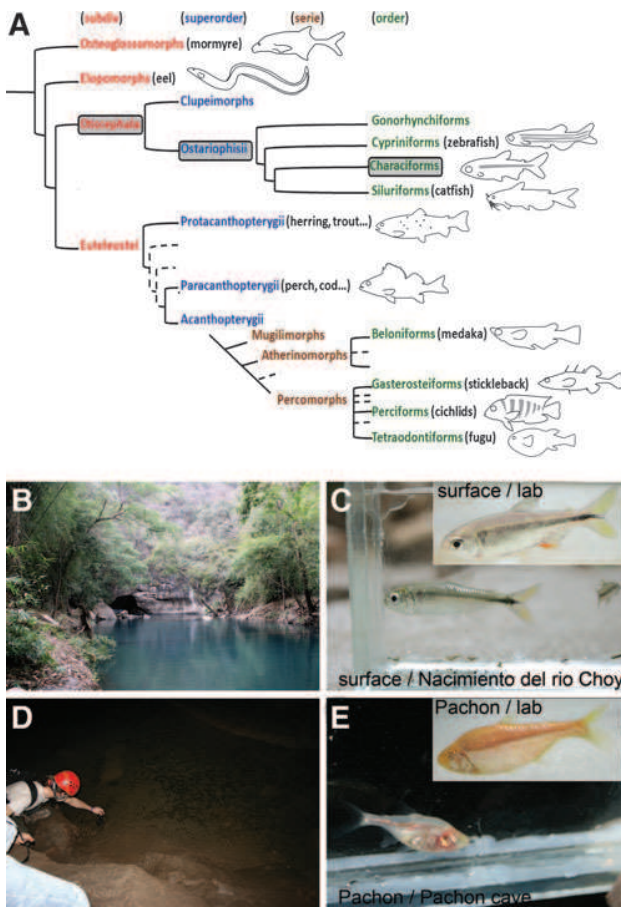 A
(subdiv) (superorder) (serie) (order)
Osteoglossomorphs (mormyre)
Elopomorphs (eel)
Clupeimorphs
Otocephala
Gonorhynchiforms
Ostariophisii
Cypriniforms (zebrafish)
Characiforms
Siluriforms (catfish)
Protacanthopterygii (herring, trout...)
Euteleustei
Paracanthopterygii (perch, cod...)
Acanthopterygii
Mugilimorphs
Beloniforms (medaka)
Atherinomorphs
Gasterosteiforms (stickleback)
Percomorphs
Perciforms (cichlids)
Tetraodontiforms (fugu)
B
C
surface / lab
surface / Nacimiento del rio Choy
D
E
Pachon / lab
Pachon / Pachon cave